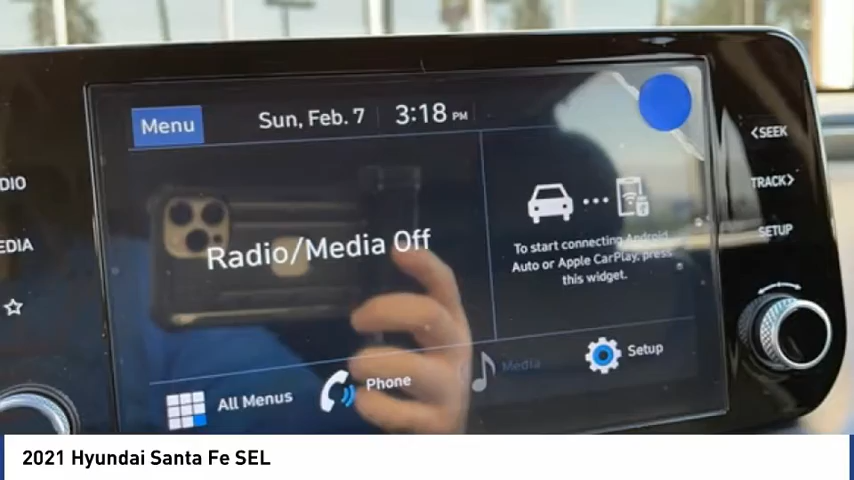 Menu
Sun, Feb. 7 3:18 PM
<SEEK
DIO
TRACK>
Radio/Media Off
To start connecting Android
Auto or Apple CarPlay, press
this widget.
EDIA
SETUP
All Menus
Phone
Media
Setup
2021 Hyundai Santa Fe SEL